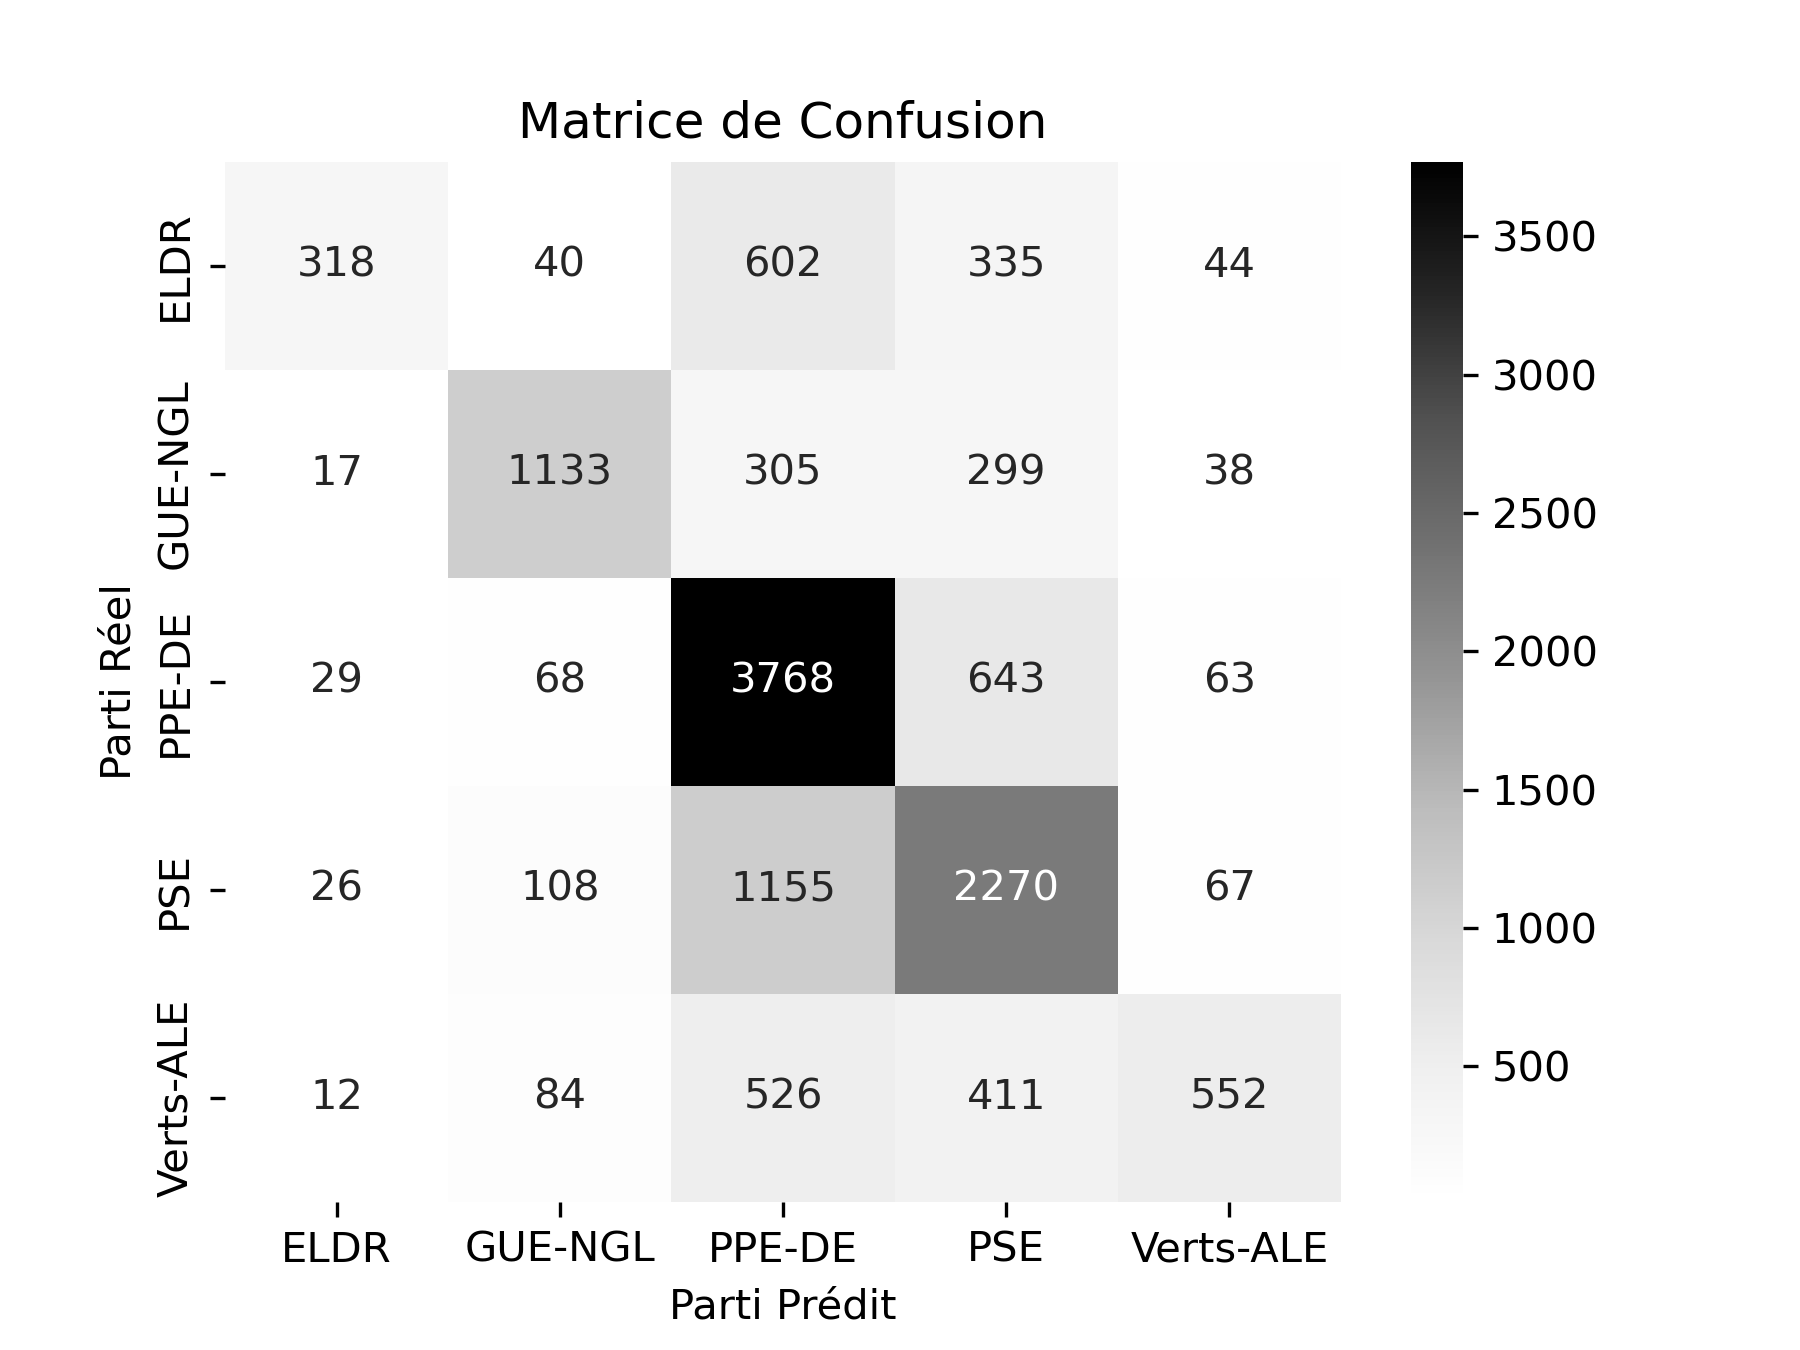 Matrice de Confusion
ELDR 318 40 602 335 44
GUE-NGL 17 1133 305 299 38
PPE-DE 29 68 3768 643 63
PSE 26 108 1155 2270 67
Verts-ALE 12 84 526 411 552
Parti Réel
ELDR GUE-NGL PPE-DE PSE Verts-ALE
Parti Prédit
3500
3000
2500
2000
1500
1000
500